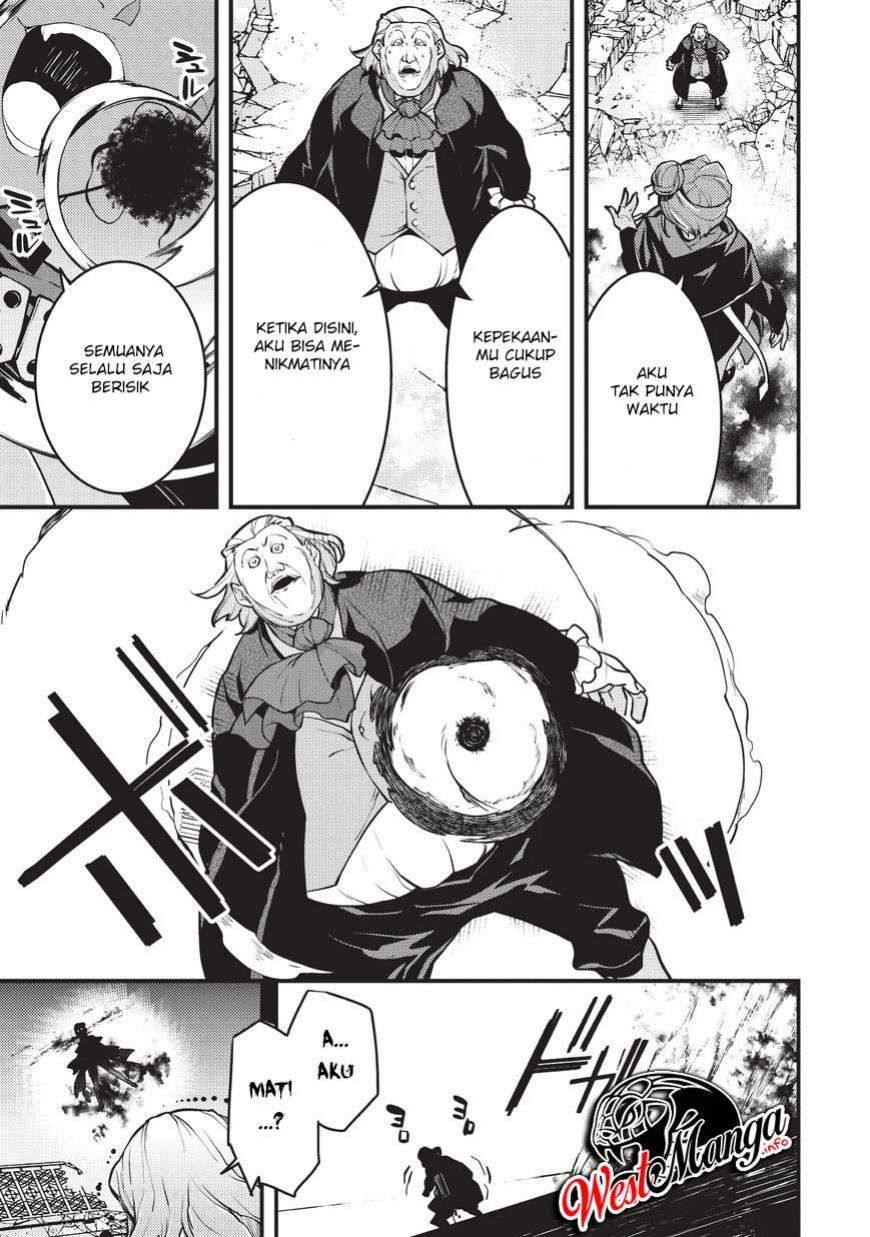 AKU
TAK PUNYA
WAKTU
KEPEKAAN-
MU CUKUP
BAGUS
KETIKA DISINI,
AKU BISA ME-
NIKMATINYA
SEMUANYA
SELALU SAJA
BERISIK
A...
AKU
MATI
...?
WestManga
.info